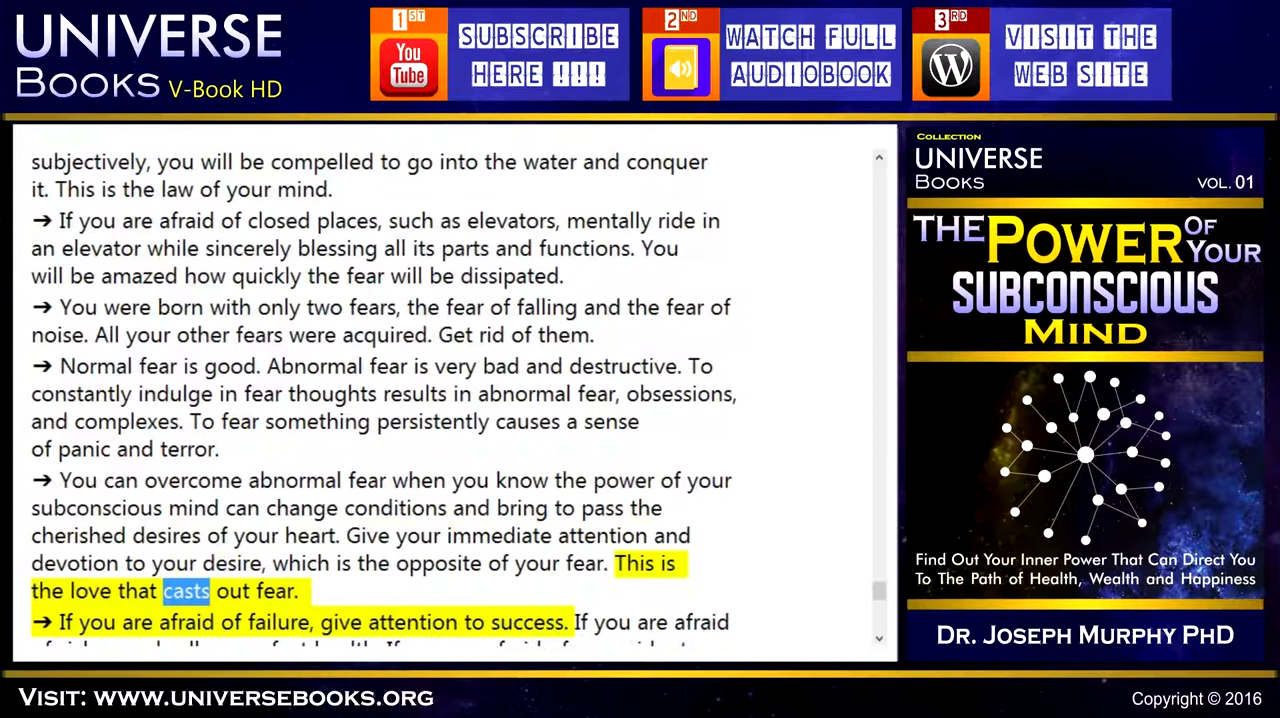 UNIVERSE
BOOKS V-Book HD
1ST
You
Tube
SUBSCRIBE
HERE !!!
2ND
WATCH FULL
AUDIOBOOK
3RD
VISIT THE
WEB SITE
subjectively, you will be compelled to go into the water and conquer
it. This is the law of your mind.
➔ If you are afraid of closed places, such as elevators, mentally ride in
an elevator while sincerely blessing all its parts and functions. You
will be amazed how quickly the fear will be dissipated.
➔ You were born with only two fears, the fear of falling and the fear of
noise. All your other fears were acquired. Get rid of them.
➔ Normal fear is good. Abnormal fear is very bad and destructive. To
constantly indulge in fear thoughts results in abnormal fear, obsessions,
and complexes. To fear something persistently causes a sense
of panic and terror.
➔ You can overcome abnormal fear when you know the power of your
subconscious mind can change conditions and bring to pass the
cherished desires of your heart. Give your immediate attention and
devotion to your desire, which is the opposite of your fear. This is
the love that casts out fear.
➔ If you are afraid of failure, give attention to success. If you are afraid
COLLECTION
UNIVERSE
BOOKS
VOL. 01
THE POWER OF YOUR
SUBCONSCIOUS
MIND
Find Out Your Inner Power That Can Direct You
To The Path of Health, Wealth and Happiness
DR. JOSEPH MURPHY PHD
VISIT: WWW.UNIVERSEBOOKS.ORG
Copyright © 2016